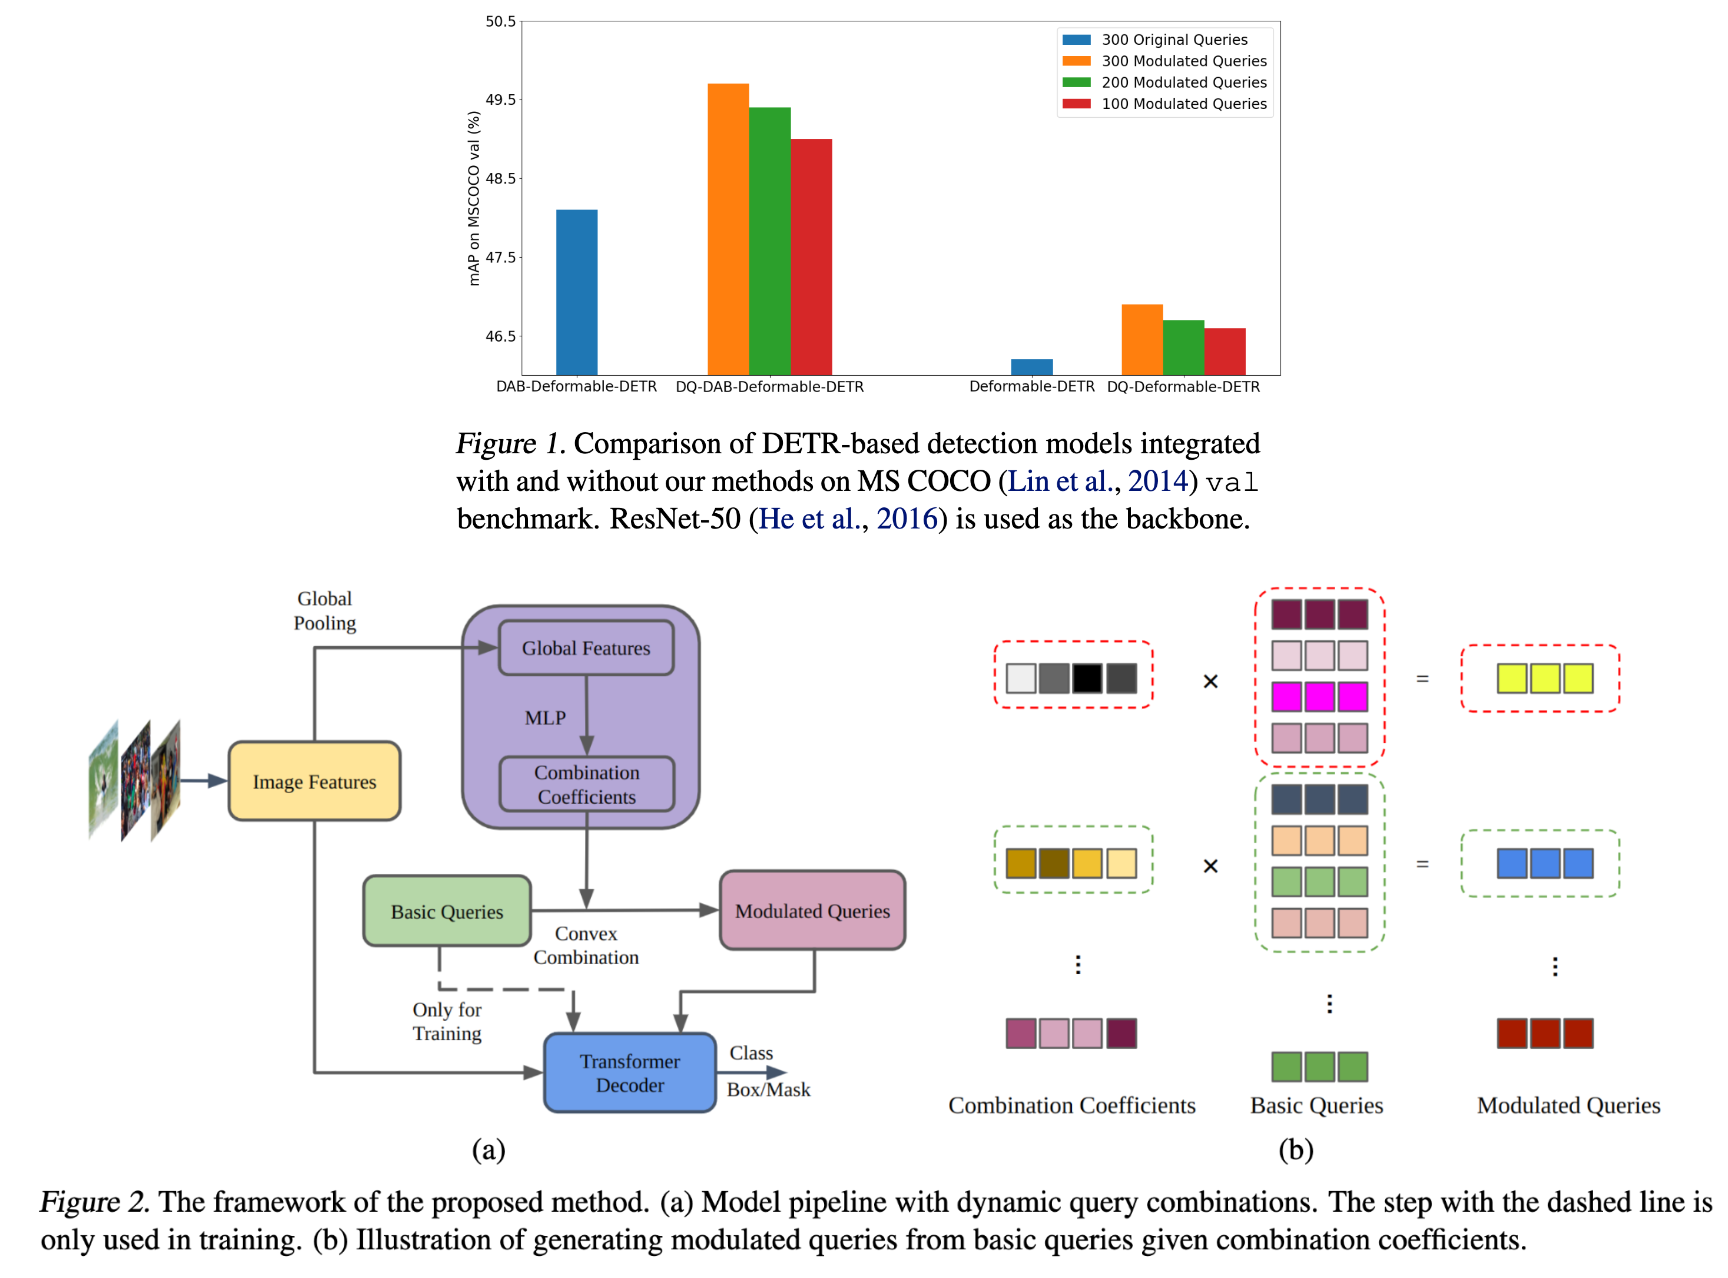 50.5
49.5
48.5
47.5
46.5
mAP on MSCOCO val (%)
300 Original Queries
300 Modulated Queries
200 Modulated Queries
100 Modulated Queries
DAB-Deformable-DETR
DQ-DAB-Deformable-DETR
Deformable-DETR
DQ-Deformable-DETR
Figure 1. Comparison of DETR-based detection models integrated
with and without our methods on MS COCO (Lin et al., 2014) val
benchmark. ResNet-50 (He et al., 2016) is used as the backbone.
Global
Pooling
Global Features
MLP
Combination
Coefficients
Image Features
Basic Queries
Convex
Combination
Modulated Queries
Only for
Training
Transformer
Decoder
Class
Box/Mask
(a)
× =
× =
⋮ ⋮ ⋮
Combination Coefficients
Basic Queries
Modulated Queries
(b)
Figure 2. The framework of the proposed method. (a) Model pipeline with dynamic query combinations. The step with the dashed line is
only used in training. (b) Illustration of generating modulated queries from basic queries given combination coefficients.